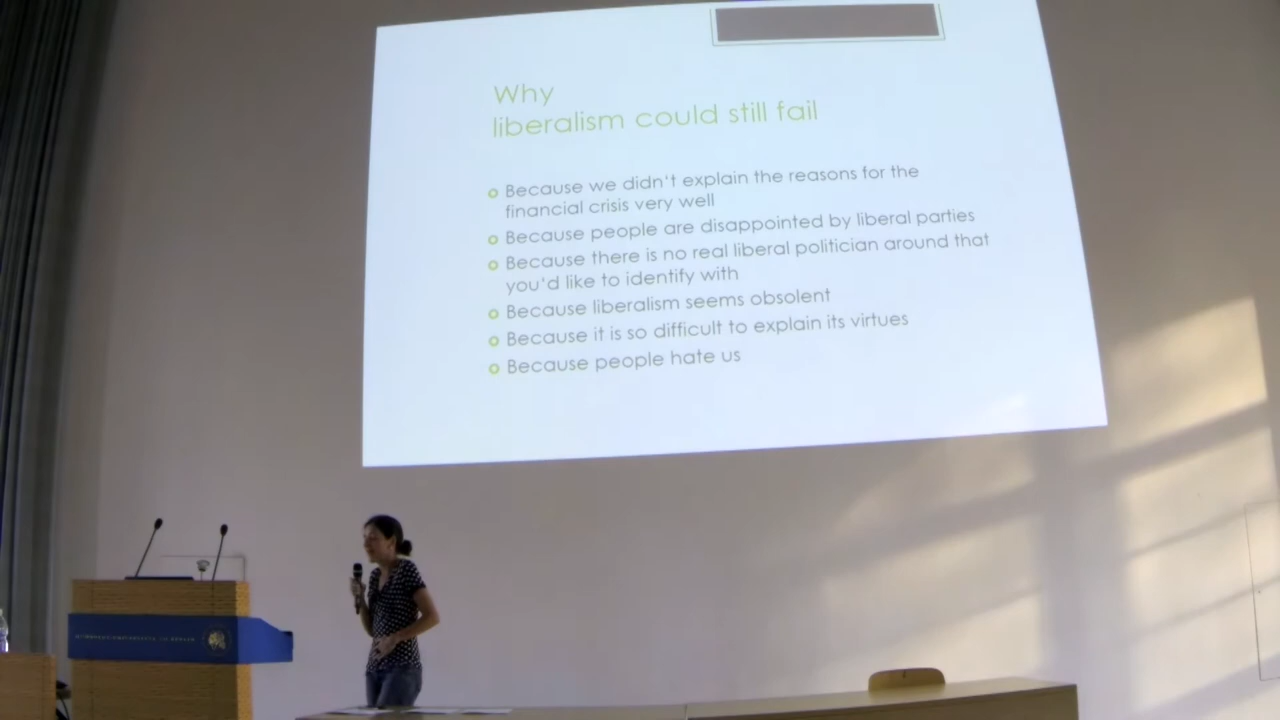 Why
liberalism could still fail
Because we didn't explain the reasons for the
financial crisis very well
Because people are disappointed by liberal parties
Because there is no real liberal politician around that
you'd like to identify with
Because liberalism seems obsolent
Because it is so difficult to explain its virtues
Because people hate us